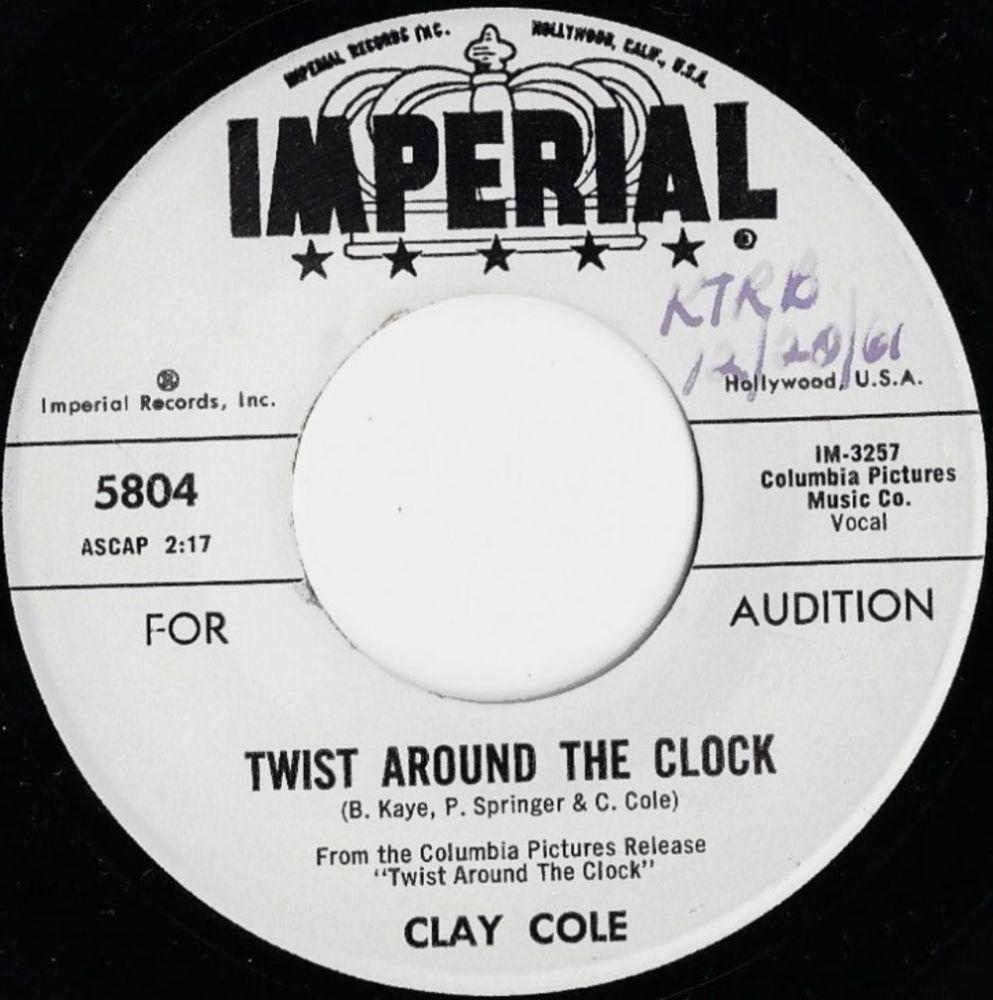 IMPERIAL RECORDS INC. HOLLYWOOD, CALIF., U.S.A.
IMPERIAL
®
KTRB
12/20/61
®
Imperial Records, Inc.
Hollywood, U.S.A.
5804
ASCAP 2:17
IM-3257
Columbia Pictures
Music Co.
Vocal
FOR AUDITION
TWIST AROUND THE CLOCK
(B. Kaye, P. Springer & C. Cole)
From the Columbia Pictures Release
"Twist Around The Clock"
CLAY COLE